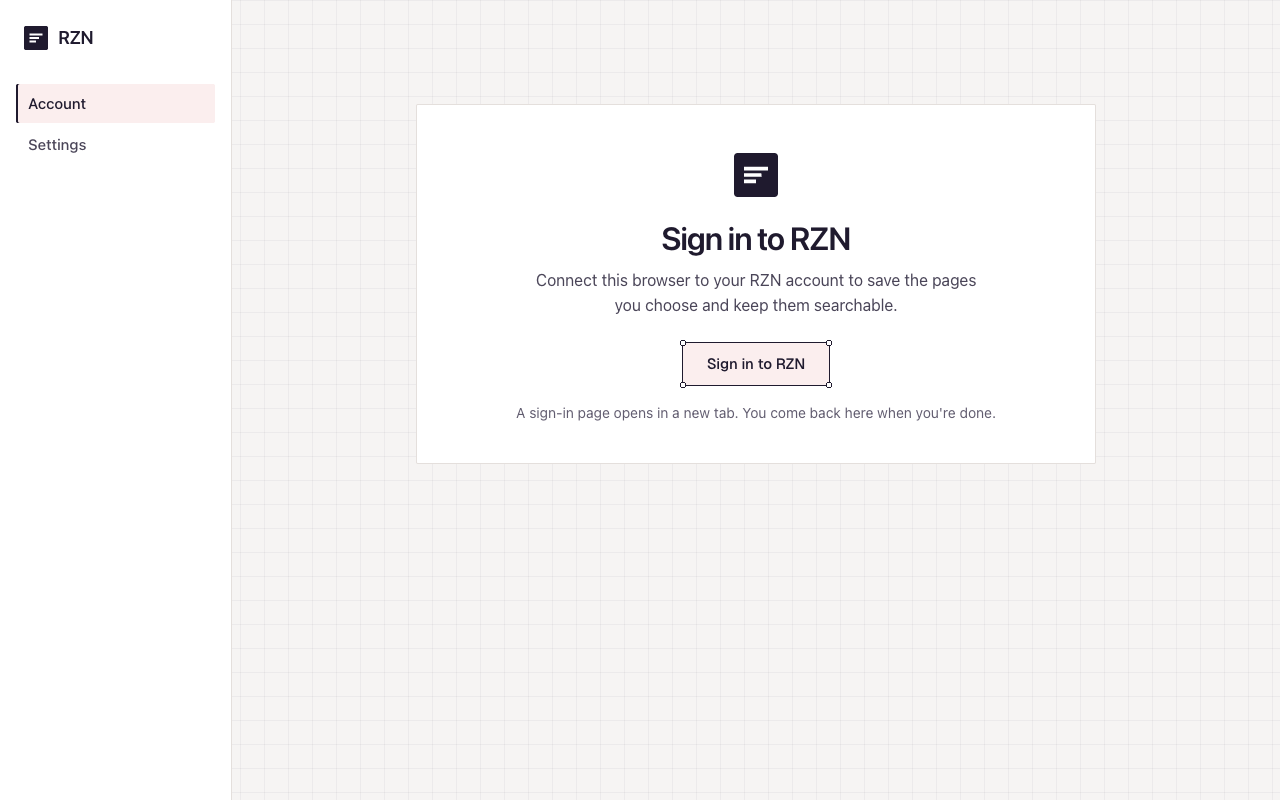 RZN
Account
Settings
Sign in to RZN
Connect this browser to your RZN account to save the pages
you choose and keep them searchable.
Sign in to RZN
A sign-in page opens in a new tab. You come back here when you're done.